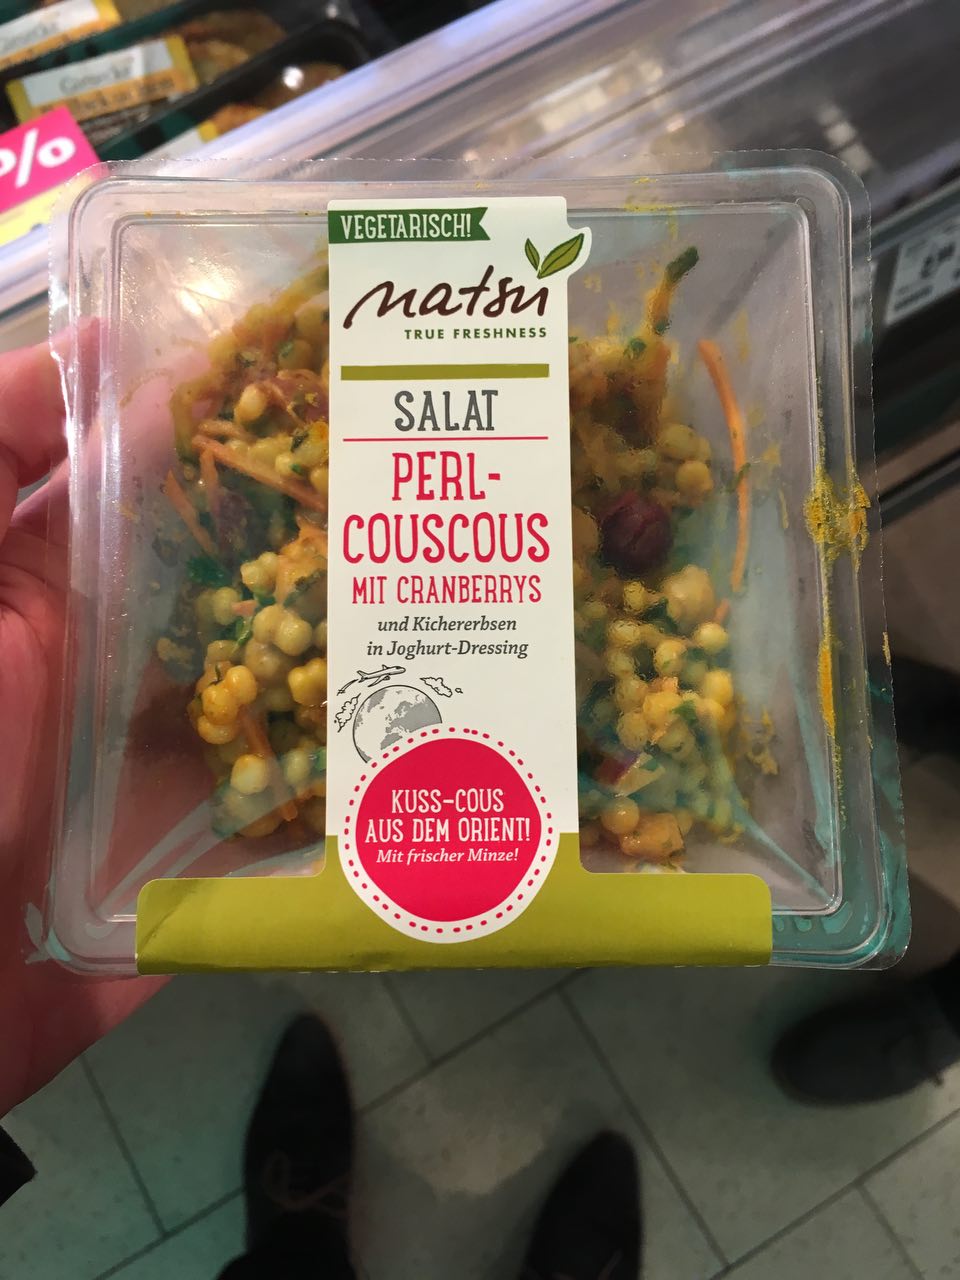 %
VEGETARISCH!
natsu
TRUE FRESHNESS
SALAT
PERL-
COUSCOUS
MIT CRANBERRYS
und Kichererbsen
in Joghurt-Dressing
KUSS-COUS
AUS DEM ORIENT!
Mit frischer Minze!